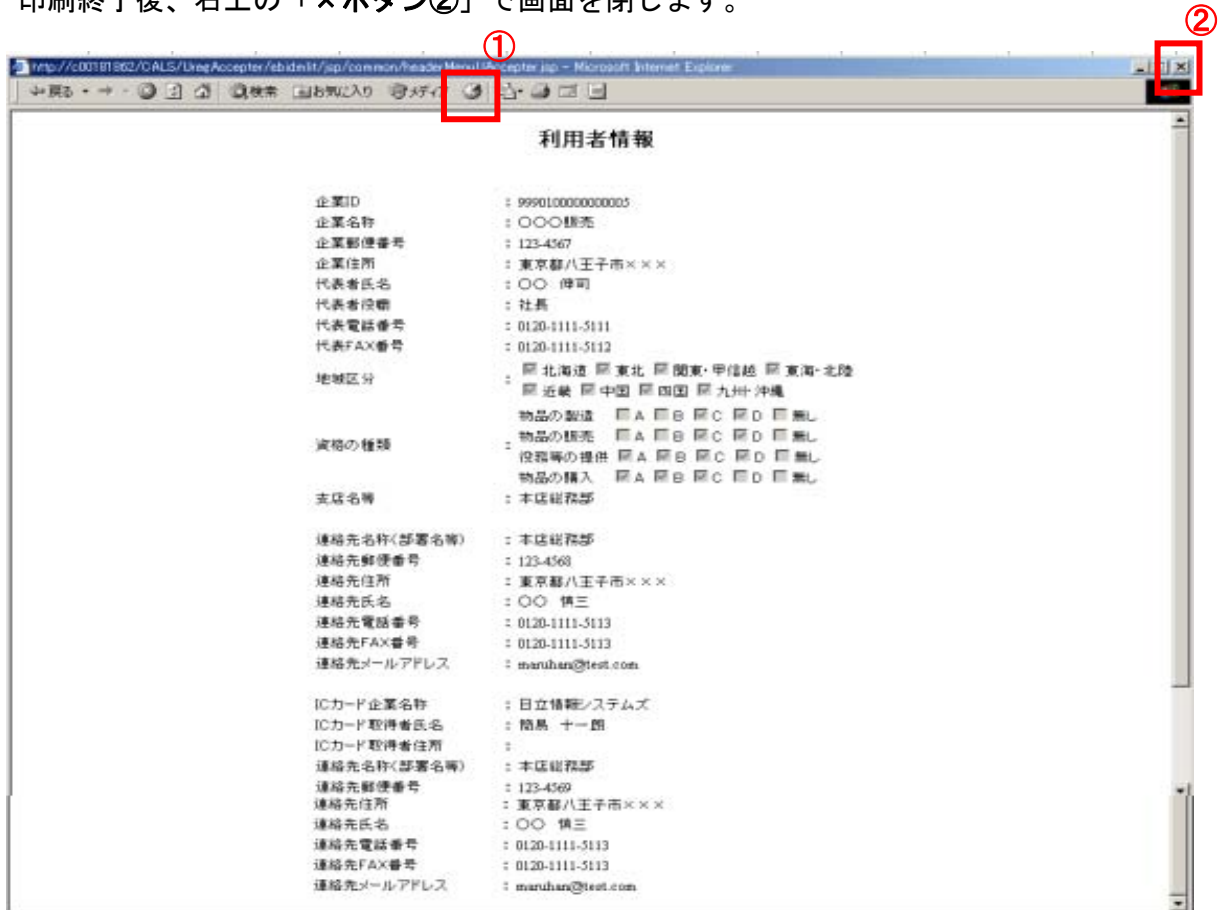 印刷終了後、右上の「×ボタン②」で画面を閉じます。
①
②
http://c00181862/CALS/UregAccepter/ebidmlit/jsp/common/headerMenuUAccepter.jsp - Microsoft Internet Explorer
戻る 検索 お気に入り メディア
利用者情報
企業ID : 9990100000000005
企業名称 : ○○○販売
企業郵便番号 : 123-4567
企業住所 : 東京都八王子市×××
代表者氏名 : ○○ 伸司
代表者役職 : 社長
代表電話番号 : 0120-1111-5111
代表FAX番号 : 0120-1111-5112
地域区分 : 北海道 東北 関東・甲信越 東海・北陸
近畿 中国 四国 九州・沖縄
物品の製造 A B C D 無し
資格の種類 : 物品の販売 A B C D 無し
役務等の提供 A B C D 無し
物品の購入 A B C D 無し
支店名等 : 本店総務部
連絡先名称(部署名等) : 本店総務部
連絡先郵便番号 : 123-4568
連絡先住所 : 東京都八王子市×××
連絡先氏名 : ○○ 慎三
連絡先電話番号 : 0120-1111-5113
連絡先FAX番号 : 0120-1111-5113
連絡先メールアドレス : maruhan@test.com
ICカード企業名称 : 日立情報システムズ
ICカード取得者氏名 : 簡易 十一朗
ICカード取得者住所 :
連絡先名称(部署名等) : 本店総務部
連絡先郵便番号 : 123-4569
連絡先住所 : 東京都八王子市×××
連絡先氏名 : ○○ 慎三
連絡先電話番号 : 0120-1111-5113
連絡先FAX番号 : 0120-1111-5113
連絡先メールアドレス : maruhan@test.com